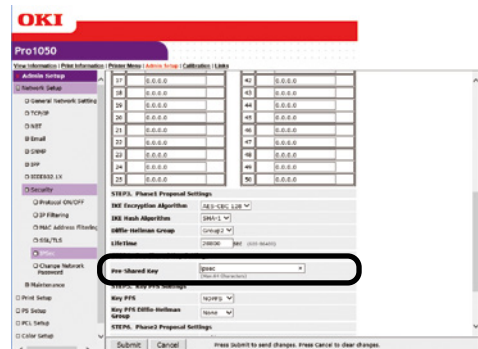 OKI
Pro1050
View Information | Print Information | Printer Menu | Admin Setup | Calibration | Links
Admin Setup
Network Setup
General Network Setting
TCP/IP
NBT
Email
SNMP
IPP
IEEE802.1X
Security
Protocol ON/OFF
IP Filtering
MAC Address Filtering
SSL/TLS
IPSec
Change Network
Password
Maintenance
Print Setup
PS Setup
PCL Setup
Color Setup
17 0.0.0.0 42 0.0.0.0
18 0.0.0.0 43 0.0.0.0
19 0.0.0.0 44 0.0.0.0
20 0.0.0.0 45 0.0.0.0
21 0.0.0.0 46 0.0.0.0
22 0.0.0.0 47 0.0.0.0
23 0.0.0.0 48 0.0.0.0
24 0.0.0.0 49 0.0.0.0
25 0.0.0.0 50 0.0.0.0
STEP3. Phase1 Proposal Settings
IKE Encryption Algorithm AES-CBC 128
IKE Hash Algorithm SHA-1
Diffie-Hellman Group Group2
LifeTime 28800 sec (600-86400)
Pre-Shared Key ipsec ×
(Max 64 Characters)
STEP5. Key PFS Settings
Key PFS NOPFS
Key PFS Diffie-Hellman None
Group
STEP6. Phase2 Proposal Settings
Submit Cancel Press Submit to send changes. Press Cancel to clear changes.